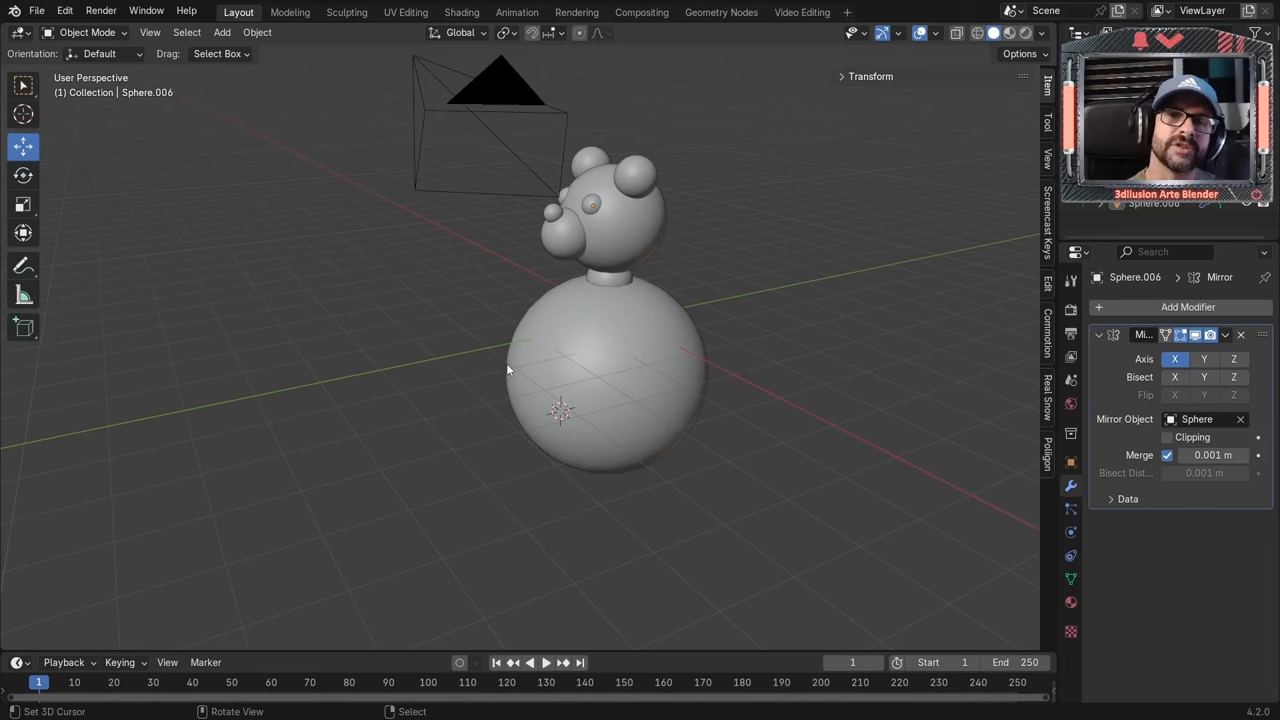 File Edit Render Window Help Layout Modeling Sculpting UV Editing Shading Animation Rendering Compositing Geometry Nodes Video Editing + Scene ViewLayer
Object Mode View Select Add Object Global
Orientation: Default Drag: Select Box Options
User Perspective
(1) Collection | Sphere.006
Transform
Item
Tool
View
Screencast Keys
Edit
Commotion
Real Snow
Poliigon
3dIlusion Arte Blender
Sphere.006
Search
Sphere.006 > Mirror
+ Add Modifier
Mi...
Axis X Y Z
Bisect X Y Z
Flip X Y Z
Mirror Object Sphere
Clipping
Merge 0.001 m
Bisect Dist... 0.001 m
Data
Playback Keying View Marker 1 Start 1 End 250
1 10 20 30 40 50 60 70 80 90 100 110 120 130 140 150 160 170 180 190 200 210 220 230 240 250
Set 3D Cursor Rotate View Select 4.2.0